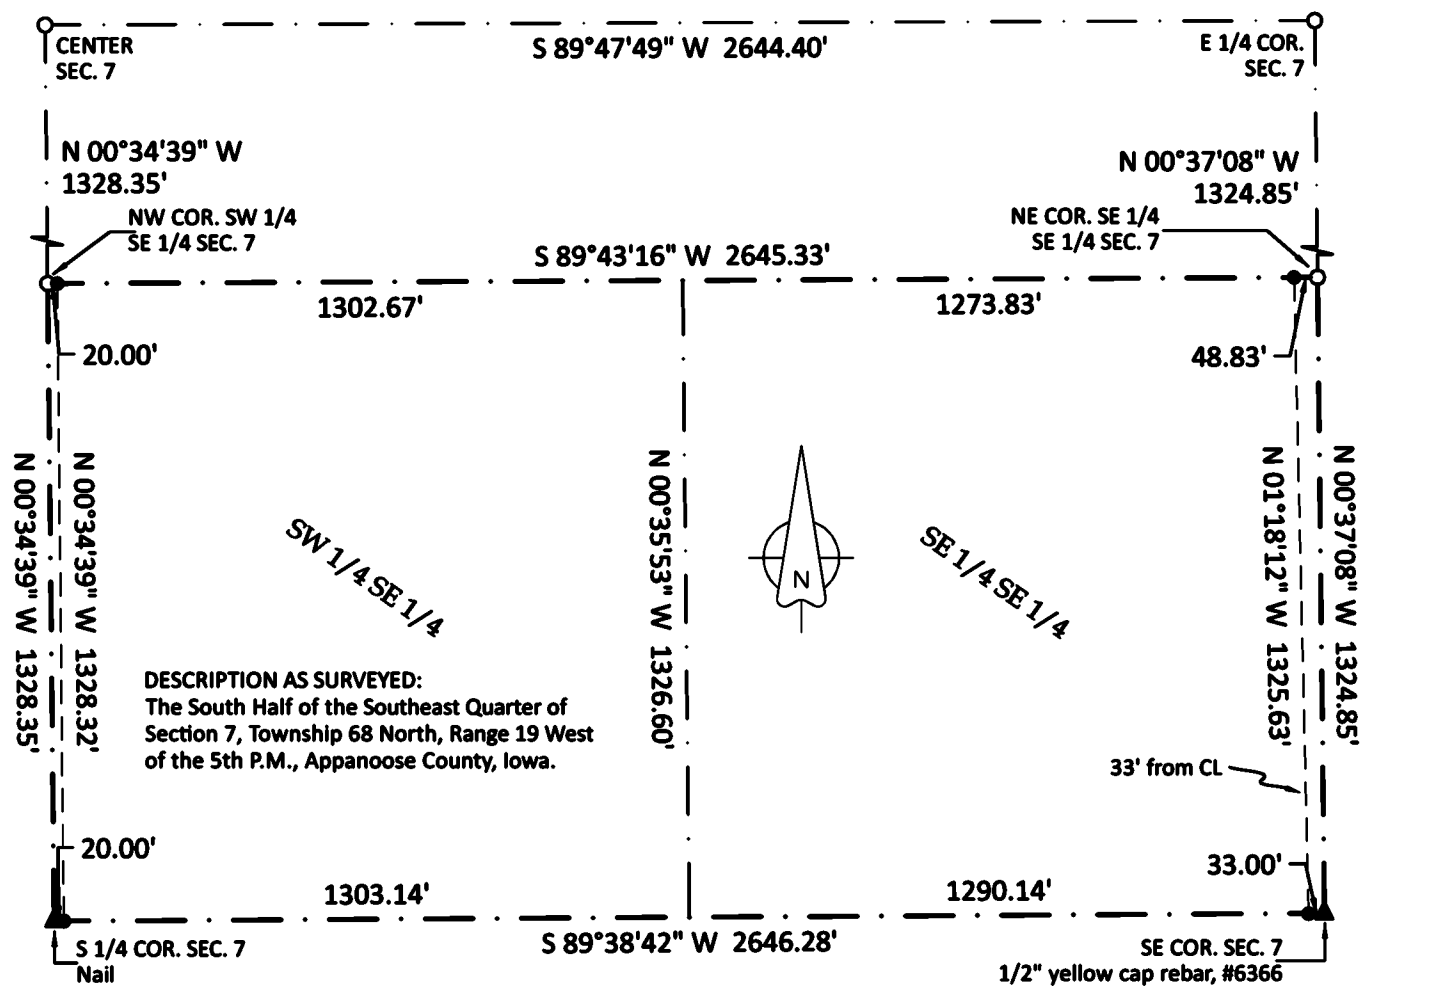 CENTER
SEC. 7
S 89°47'49" W 2644.40'
E 1/4 COR.
SEC. 7
N 00°34'39" W
1328.35'
N 00°37'08" W
1324.85'
NW COR. SW 1/4
SE 1/4 SEC. 7
NE COR. SE 1/4
SE 1/4 SEC. 7
S 89°43'16" W 2645.33'
1302.67'
1273.83'
20.00'
48.83'
N 00°34'39" W 1328.35'
N 00°34'39" W 1328.32'
N 00°35'53" W 1326.60'
N 01°18'12" W 1325.63'
N 00°37'08" W 1324.85'
SW 1/4 SE 1/4
N
SE 1/4 SE 1/4
DESCRIPTION AS SURVEYED:
The South Half of the Southeast Quarter of
Section 7, Township 68 North, Range 19 West
of the 5th P.M., Appanoose County, Iowa.
33' from CL
20.00'
33.00'
1303.14'
1290.14'
S 1/4 COR. SEC. 7
Nail
S 89°38'42" W 2646.28'
SE COR. SEC. 7
1/2" yellow cap rebar, #6366